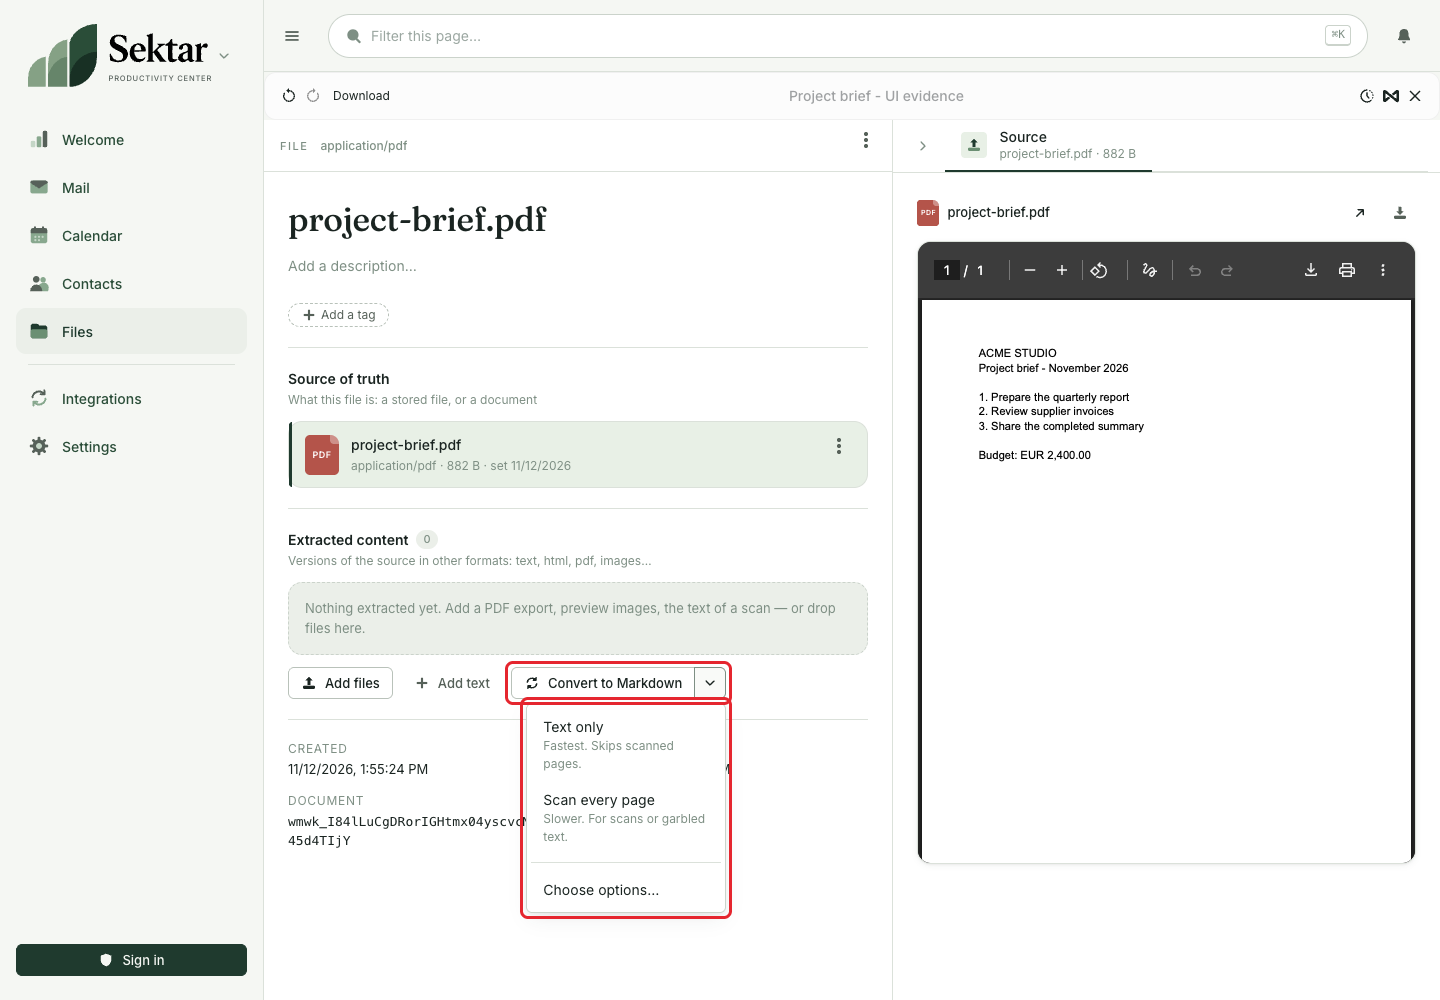 Sektar
PRODUCTIVITY CENTER
Welcome
Mail
Calendar
Contacts
Files
Integrations
Settings
Sign in
Filter this page...
⌘K
Download
Project brief - UI evidence
FILE application/pdf
project-brief.pdf
Add a description...
Add a tag
Source of truth
What this file is: a stored file, or a document
PDF
project-brief.pdf
application/pdf · 882 B · set 11/12/2026
Extracted content 0
Versions of the source in other formats: text, html, pdf, images...
Nothing extracted yet. Add a PDF export, preview images, the text of a scan — or drop
files here.
Add files
Add text
Convert to Markdown
Text only
Fastest. Skips scanned
pages.
Scan every page
Slower. For scans or garbled
text.
Choose options...
CREATED
11/12/2026, 1:55:24 PM
DOCUMENT
45d4TIjY
Source
project-brief.pdf · 882 B
PDF
project-brief.pdf
1 / 1
ACME STUDIO
Project brief - November 2026
1. Prepare the quarterly report
2. Review supplier invoices
3. Share the completed summary
Budget: EUR 2,400.00